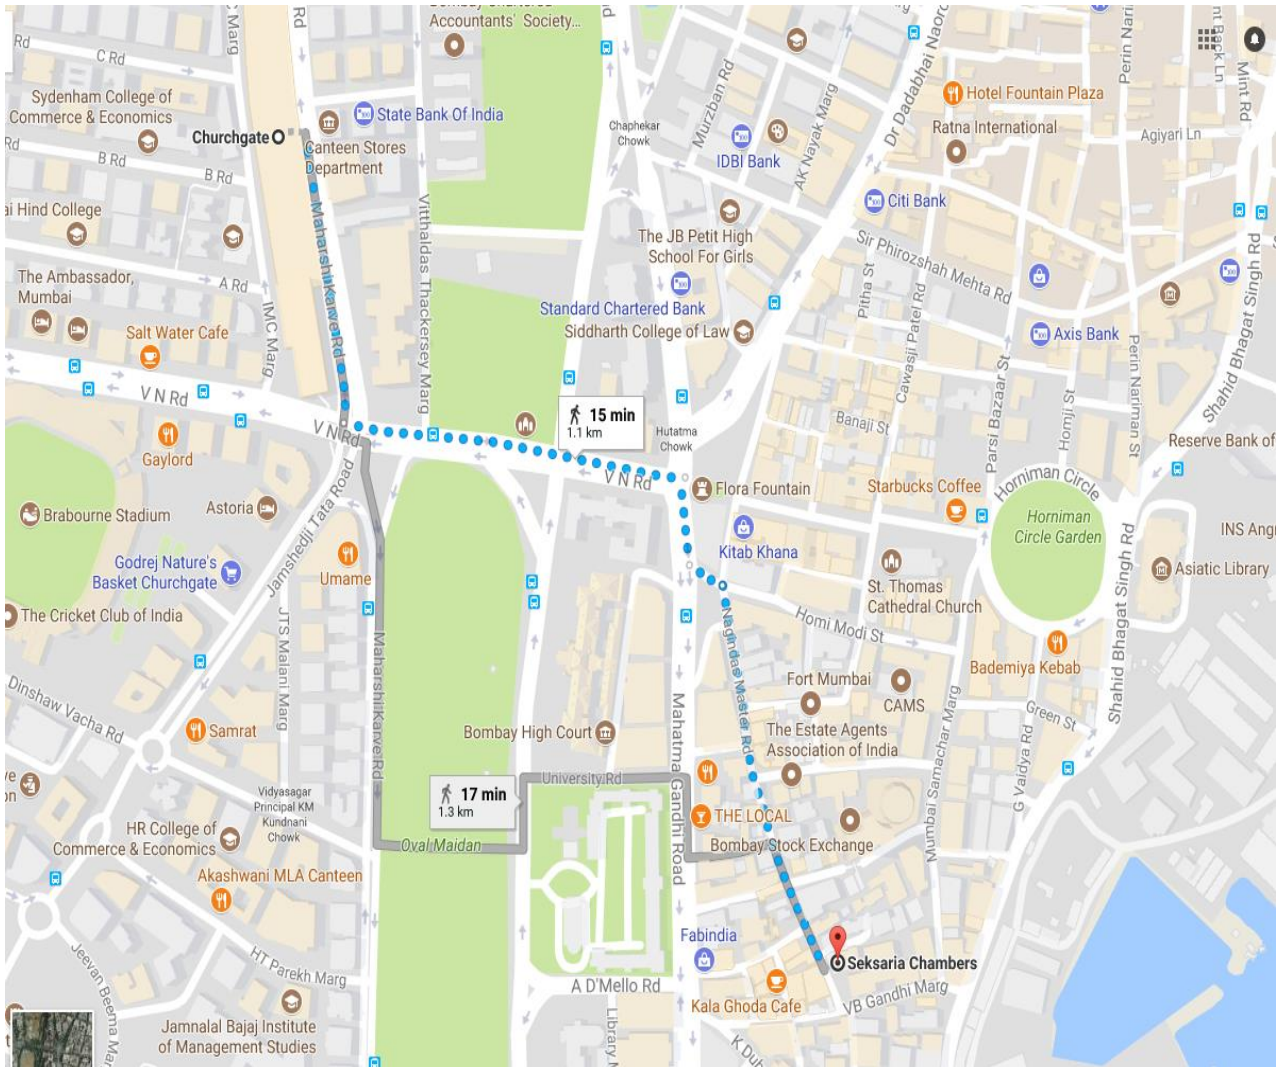 C Rd
C Marg
Rd
Rd
Bombay Chartered
Accountants' Society...
Sydenham College of
Commerce & Economics
Churchgate
State Bank Of India
Canteen Stores
Department
B Rd
Rd
Chaphekar
Chowk
Murzban Rd
IDBI Bank
AK Nayak Marg
Dr Dadabhai Naoro
Hotel Fountain Plaza
Ratna International
Perin Nari
Mint Rd
Agiyari Ln
ai Hind College
The Ambassador,
Mumbai
A Rd
IMC Marg
Salt Water Cafe
V N Rd
Maharshi Karve Rd
Vitthaldas Thackersey Marg
The JB Petit High
School For Girls
Standard Chartered Bank
Siddharth College of Law
Citi Bank
Sir Phirozshah Mehta Rd
Pitha St
Cawasji Patel Rd
Axis Bank
Parsi Bazaar St
Homji St
Perin Nariman St
Shahid Bhagat Singh Rd
Banaji St
15 min
1.1 km
Hutatma
Chowk
V N Rd
V N Rd
Gaylord
Brabourne Stadium
Astoria
Jamshedji Tata Road
Flora Fountain
Starbucks Coffee
Horniman Circle
Horniman
Circle Garden
Reserve Bank of
INS Angr
Asiatic Library
Kitab Khana
St. Thomas
Cathedral Church
Godrej Nature's
Basket Churchgate
Umame
The Cricket Club of India
JTS Malani Marg
Maharshi Karve Rd
Nagindas Master Rd
Homi Modi St
Bademiya Kebab
Shahid Bhagat Singh Rd
Dinshaw Vacha Rd
Samrat
Bombay High Court
Mahatma Gandhi Road
Fort Mumbai
CAMS
The Estate Agents
Association of India
Mumbai Samachar Marg
Green St
G Vaidya Rd
17 min
1.3 km
University Rd
Vidyasagar
Principal KM
Kundnani
Chowk
HR College of
Commerce & Economics
Oval Maidan
THE LOCAL
Bombay Stock Exchange
Akashwani MLA Canteen
Fabindia
Seksaria Chambers
HT Parekh Marg
A D'Mello Rd
Kala Ghoda Cafe
VB Gandhi Marg
Jeevan Beema Mar
Jamnalal Bajaj Institute
of Management Studies
Library
K Dub